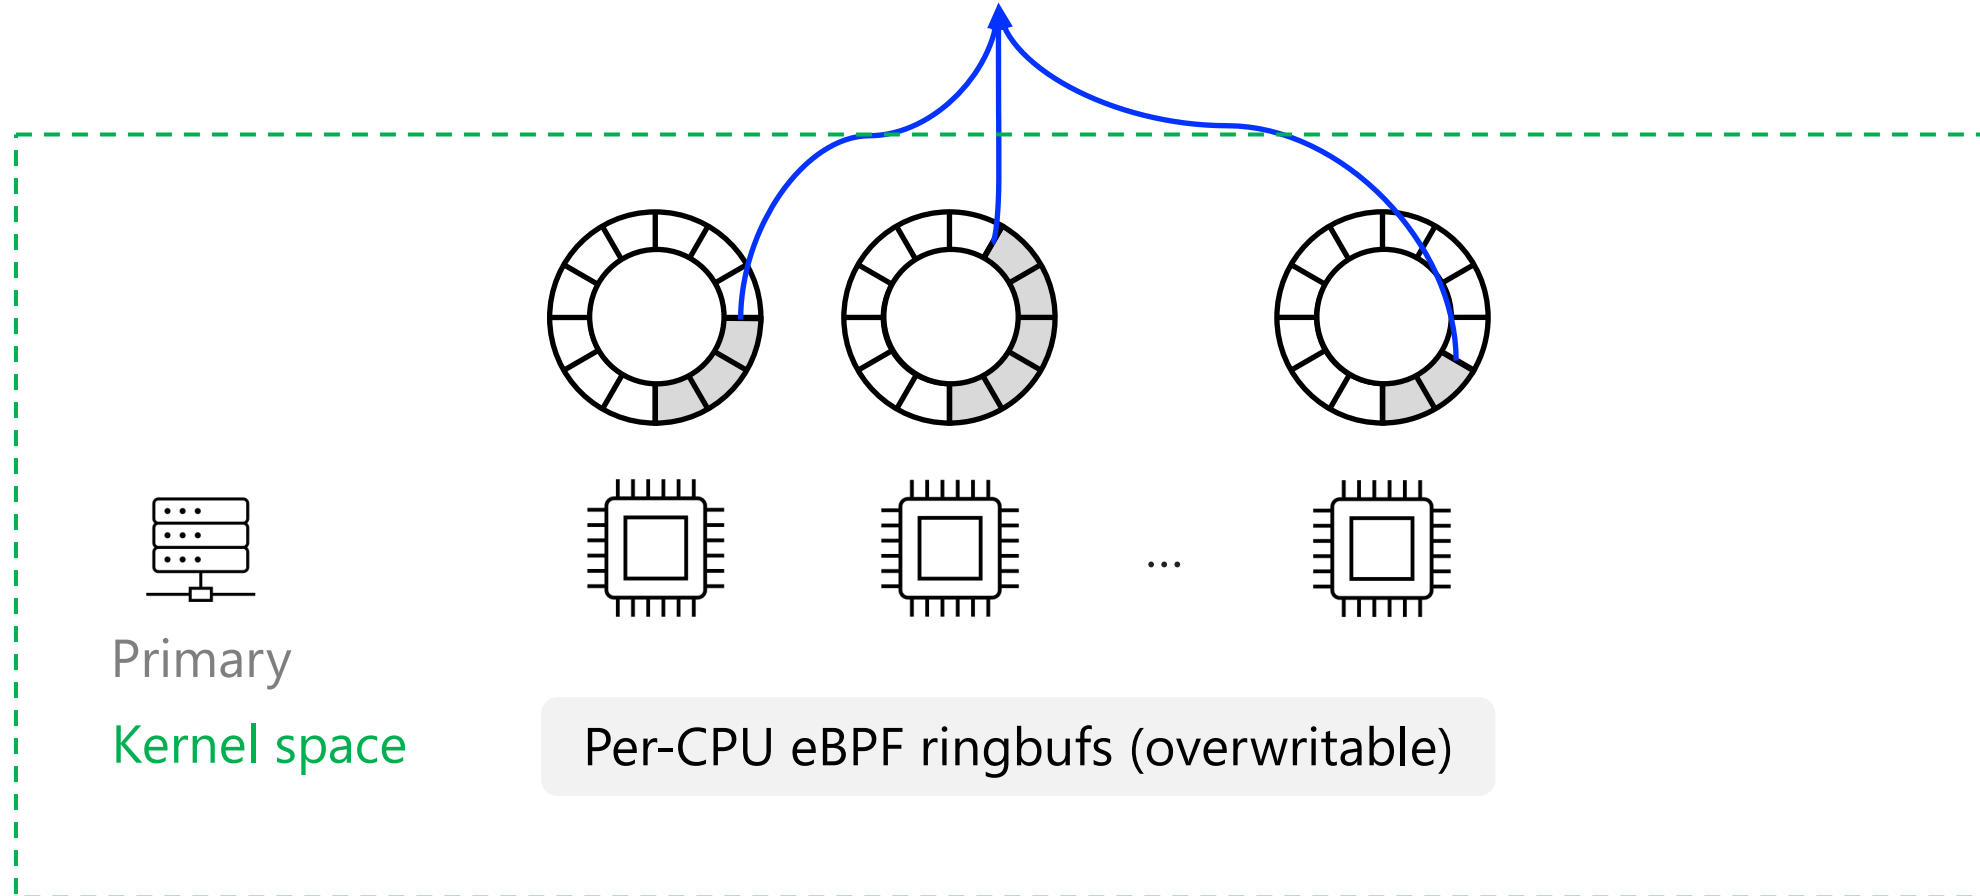 ...
Primary
Kernel space
Per-CPU eBPF ringbufs (overwritable)